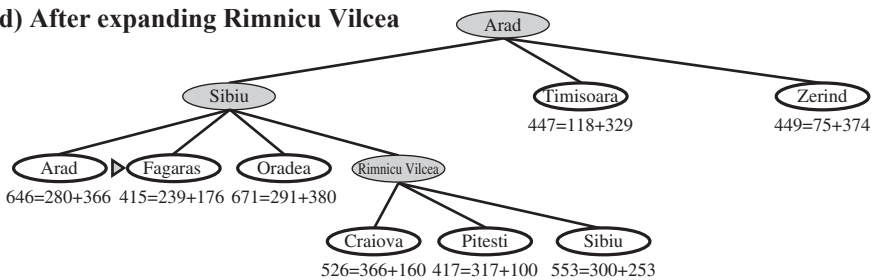 d) After expanding Rimnicu Vilcea
Arad
Sibiu
Timisoara
Zerind
447=118+329
449=75+374
Arad
Fagaras
Oradea
Rimnicu Vilcea
646=280+366
415=239+176
671=291+380
Craiova
Pitesti
Sibiu
526=366+160
417=317+100
553=300+253